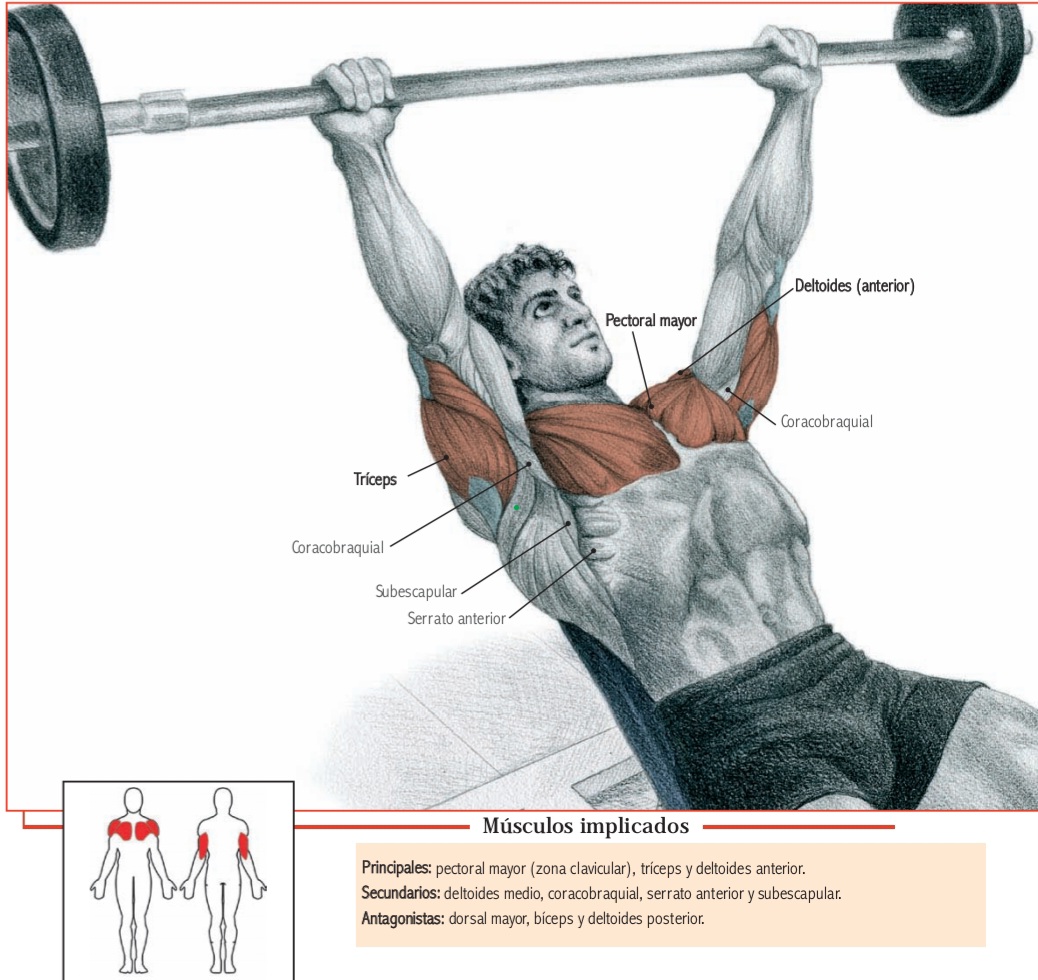 Deltoides (anterior)
Pectoral mayor
Coracobraquial
Tríceps
Coracobraquial
Subescapular
Serrato anterior
Músculos implicados
Principales: pectoral mayor (zona clavicular), tríceps y deltoides anterior.
Secundarios: deltoides medio, coracobraquial, serrato anterior y subescapular.
Antagonistas: dorsal mayor, bíceps y deltoides posterior.